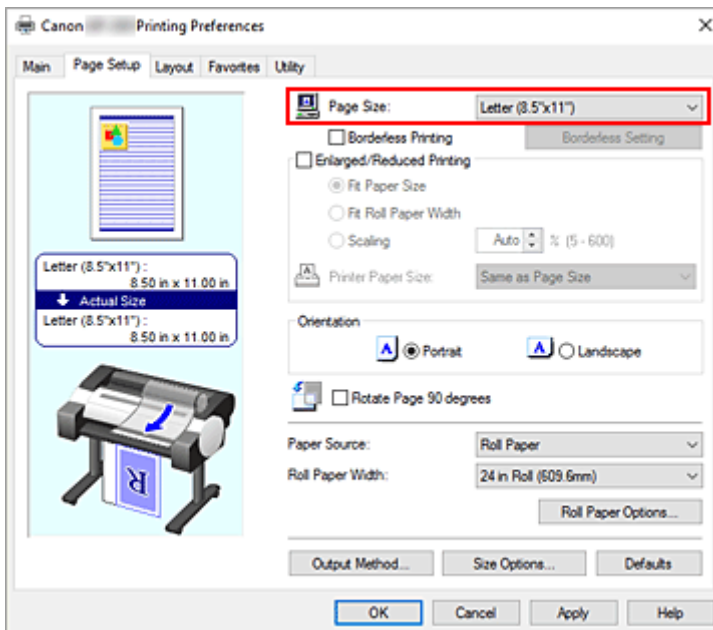 Canon Printing Preferences
Main Page Setup Layout Favorites Utility
Page Size: Letter (8.5"x11")
Borderless Printing Borderless Setting
Enlarged/Reduced Printing
Fit Paper Size
Fit Roll Paper Width
Scaling Auto % (5 - 600)
Printer Paper Size: Same as Page Size
Letter (8.5"x11") :
8.50 in x 11.00 in
Actual Size
Letter (8.5"x11") :
8.50 in x 11.00 in
Orientation
A Portrait A Landscape
Rotate Page 90 degrees
R
Paper Source: Roll Paper
Roll Paper Width: 24 in Roll (609.6mm)
Roll Paper Options...
Output Method... Size Options... Defaults
OK Cancel Apply Help